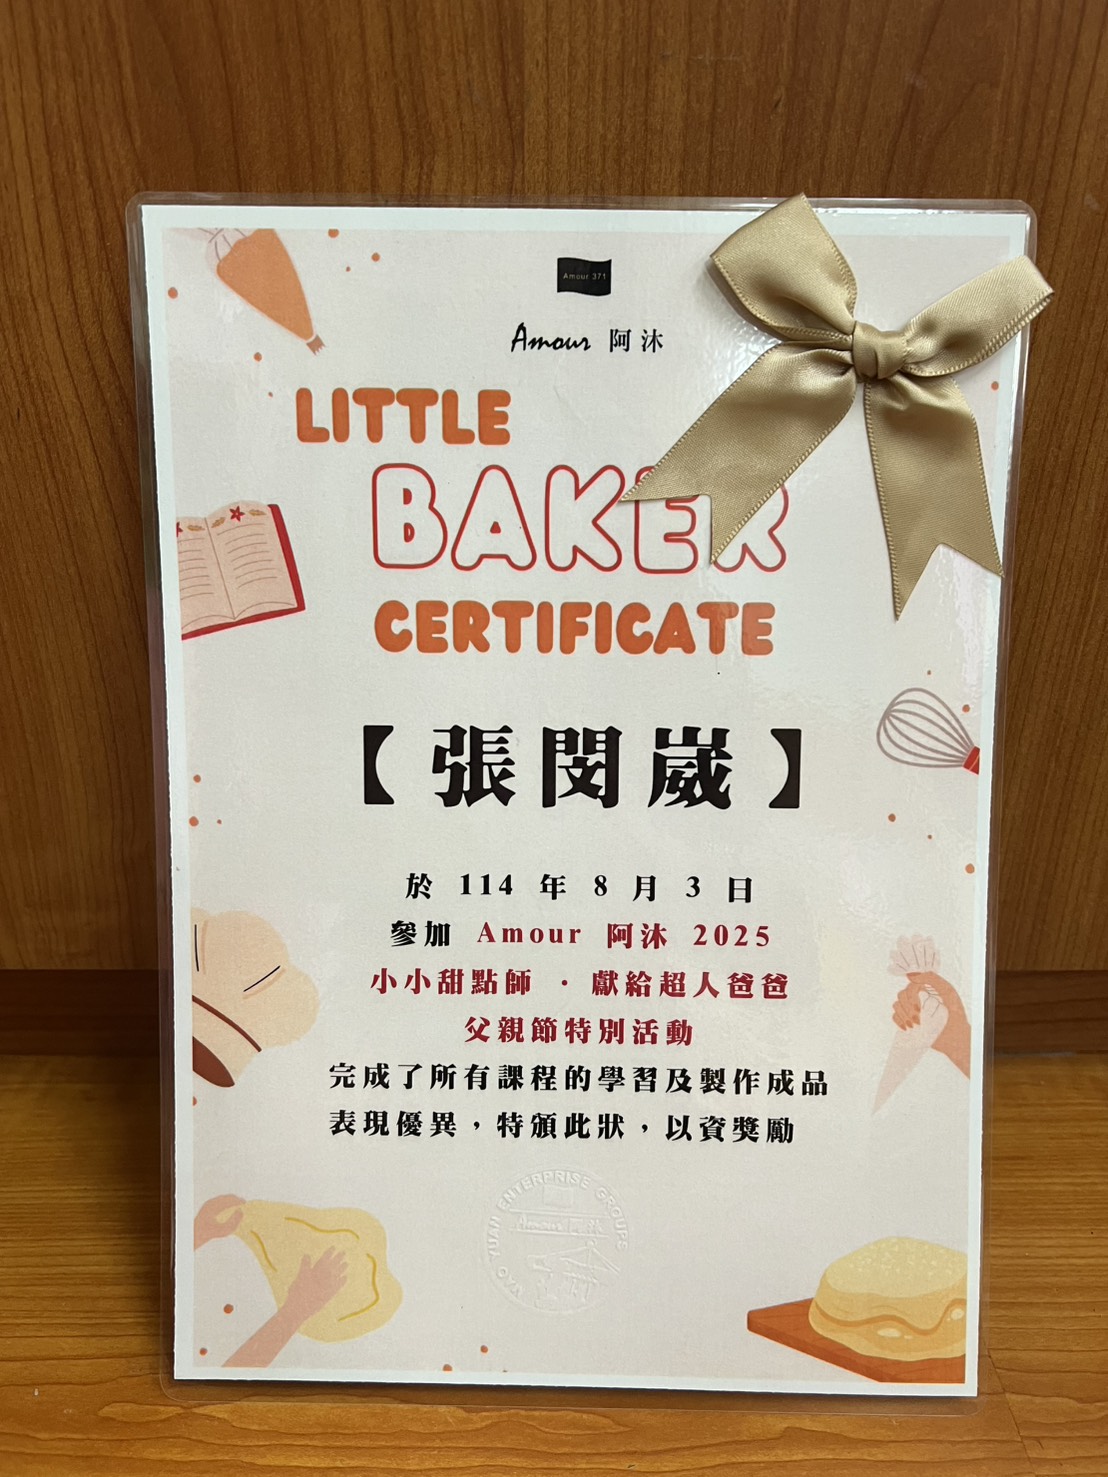 Amour 371
Amour 阿沐
LITTLE
BAKER
CERTIFICATE
【張閔崴】
於 114 年 8 月 3 日
參加 Amour 阿沐 2025
小小甜點師 · 獻給超人爸爸
父親節特別活動
完成了所有課程的學習及製作成品
表現優異，特頒此狀，以資獎勵
YUAN ENTERPRISE GROUPS